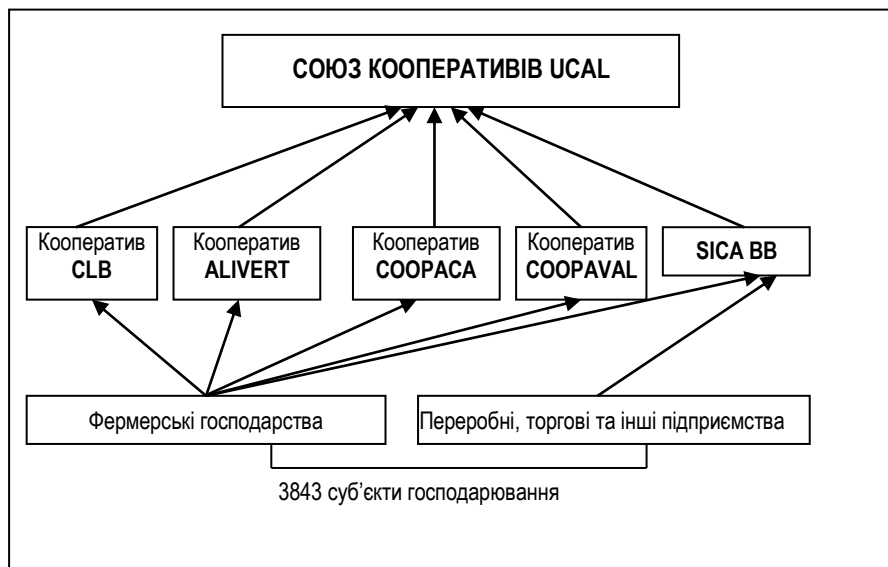 СОЮЗ КООПЕРАТИВІВ UCAL
Кооператив
CLB
Кооператив
ALIVERT
Кооператив
COOPACA
Кооператив
COOPAVAL
SICA BB
Фермерські господарства
Переробні, торгові та інші підприємства
3843 суб’єкти господарювання